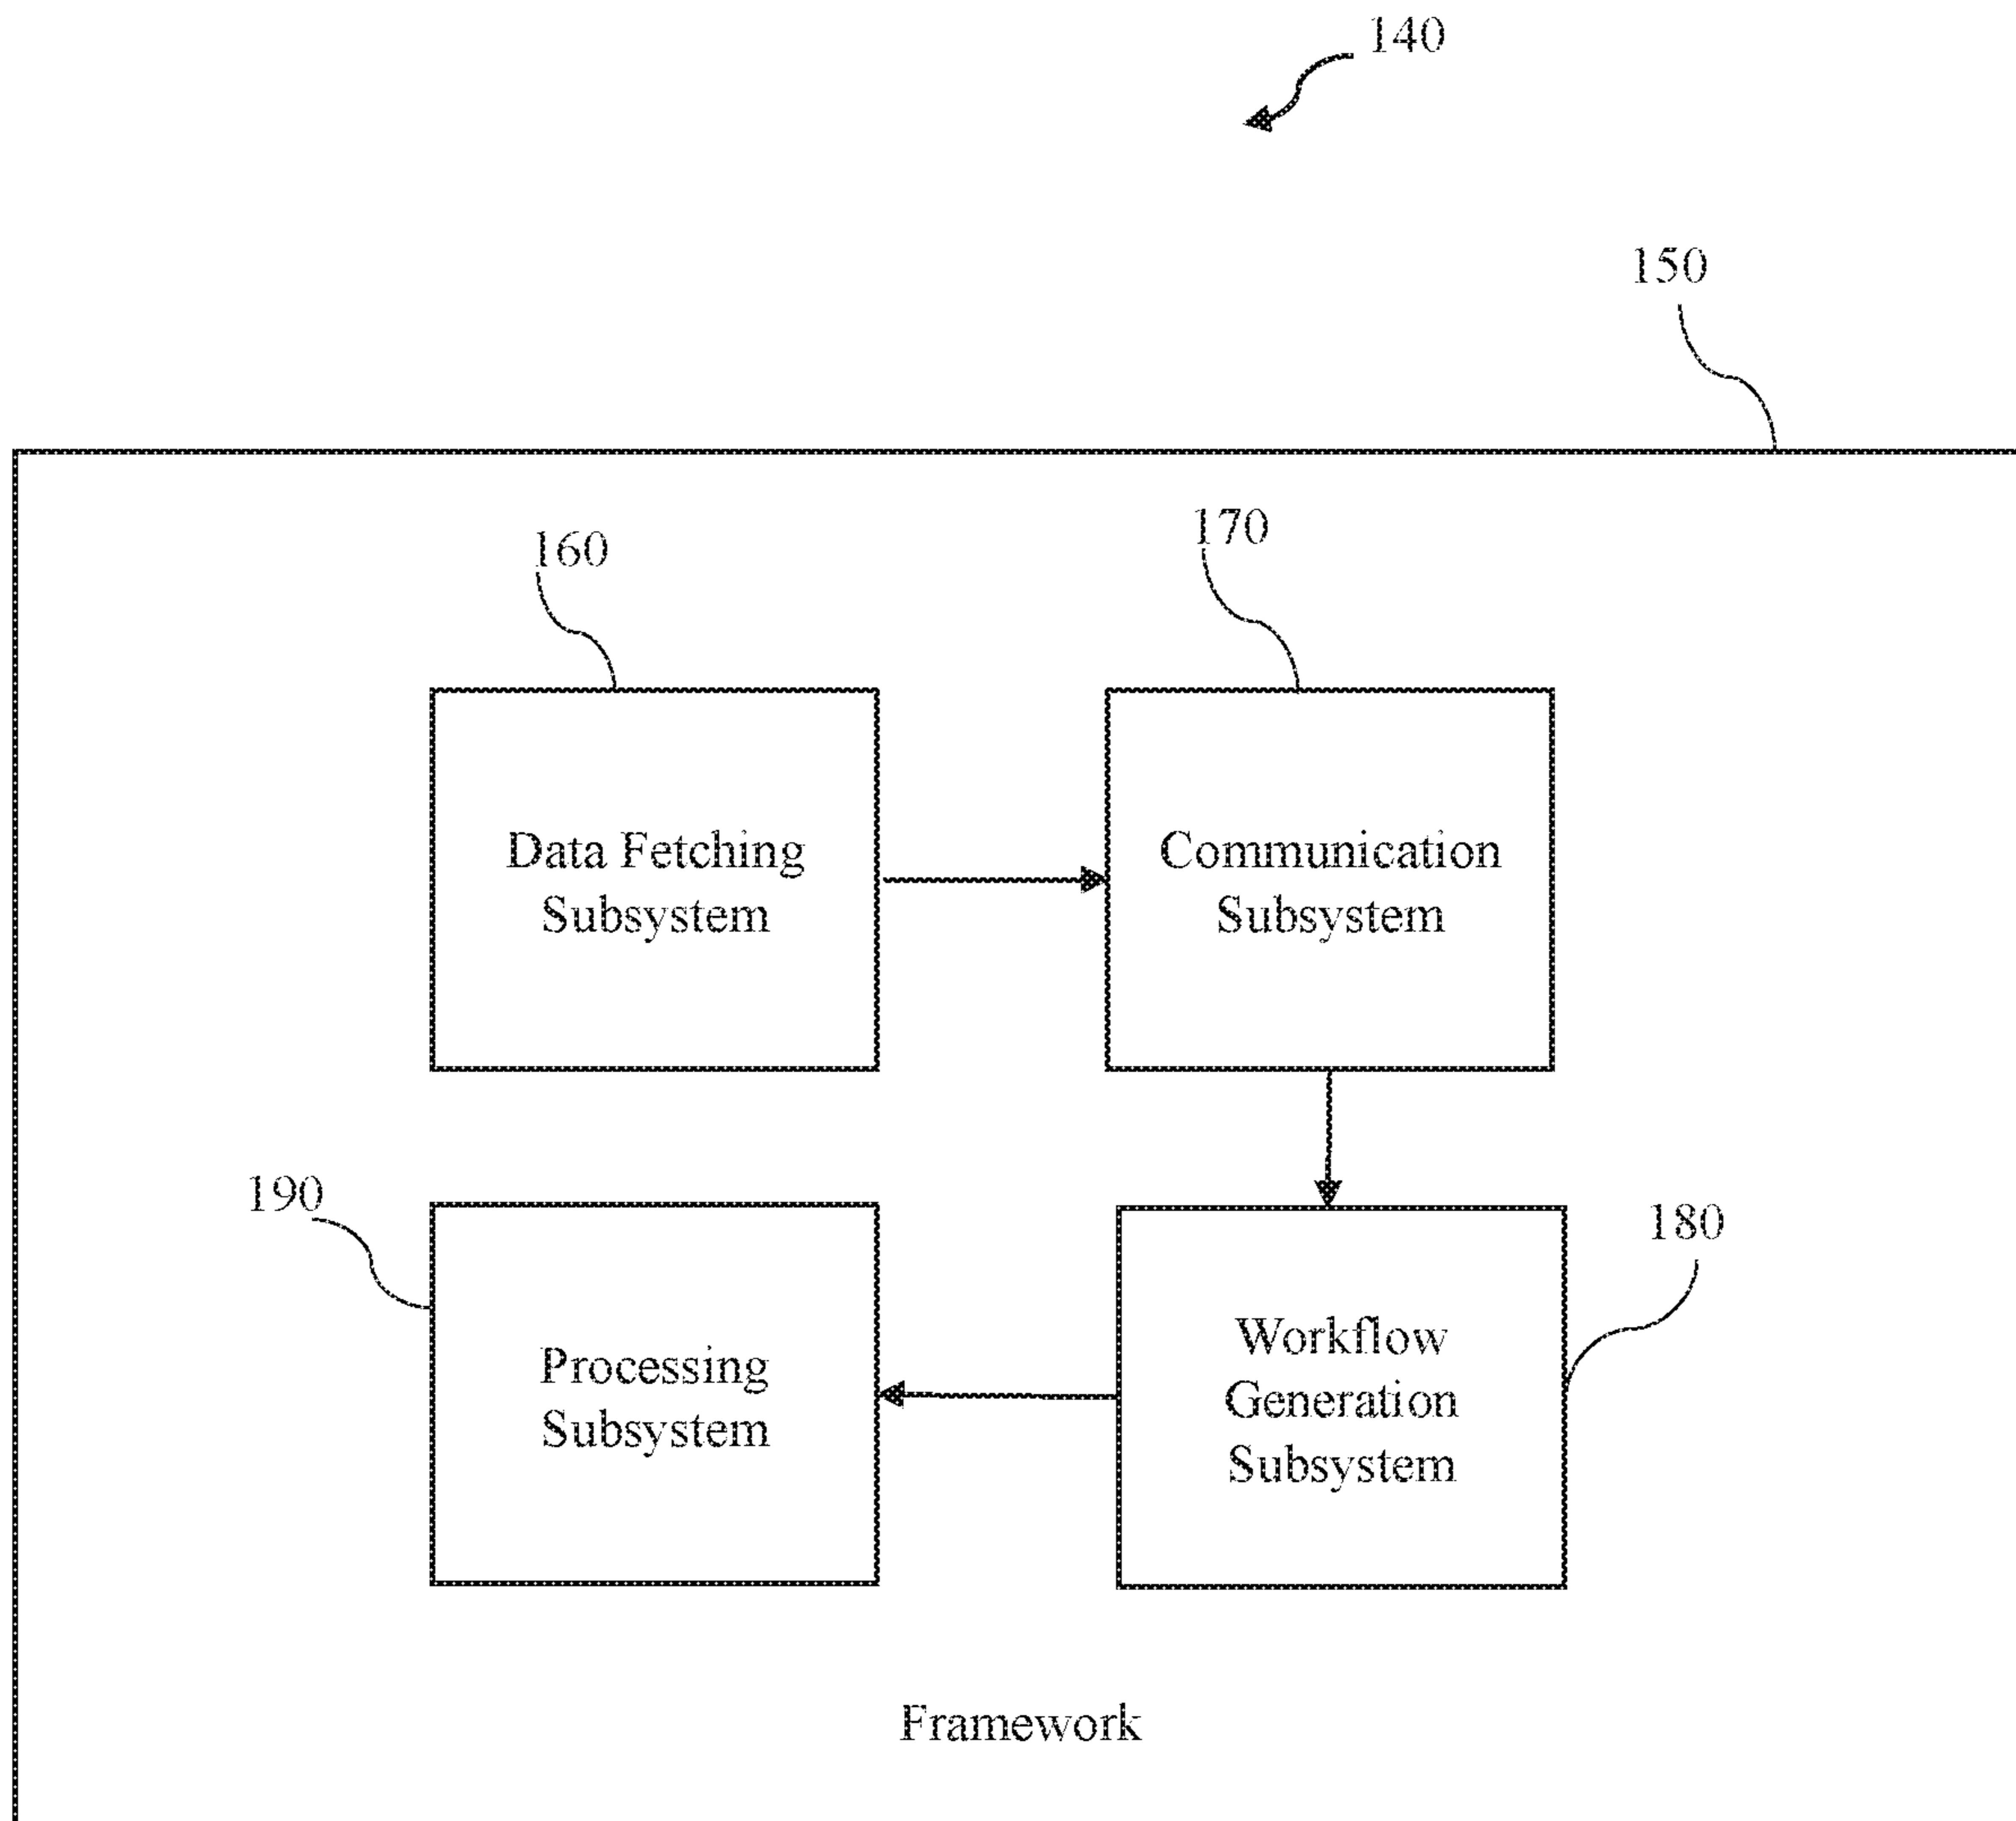 140
150
160
170
Data Fetching
Subsystem
Communication
Subsystem
190
180
Processing
Subsystem
Workflow
Generation
Subsystem
Framework